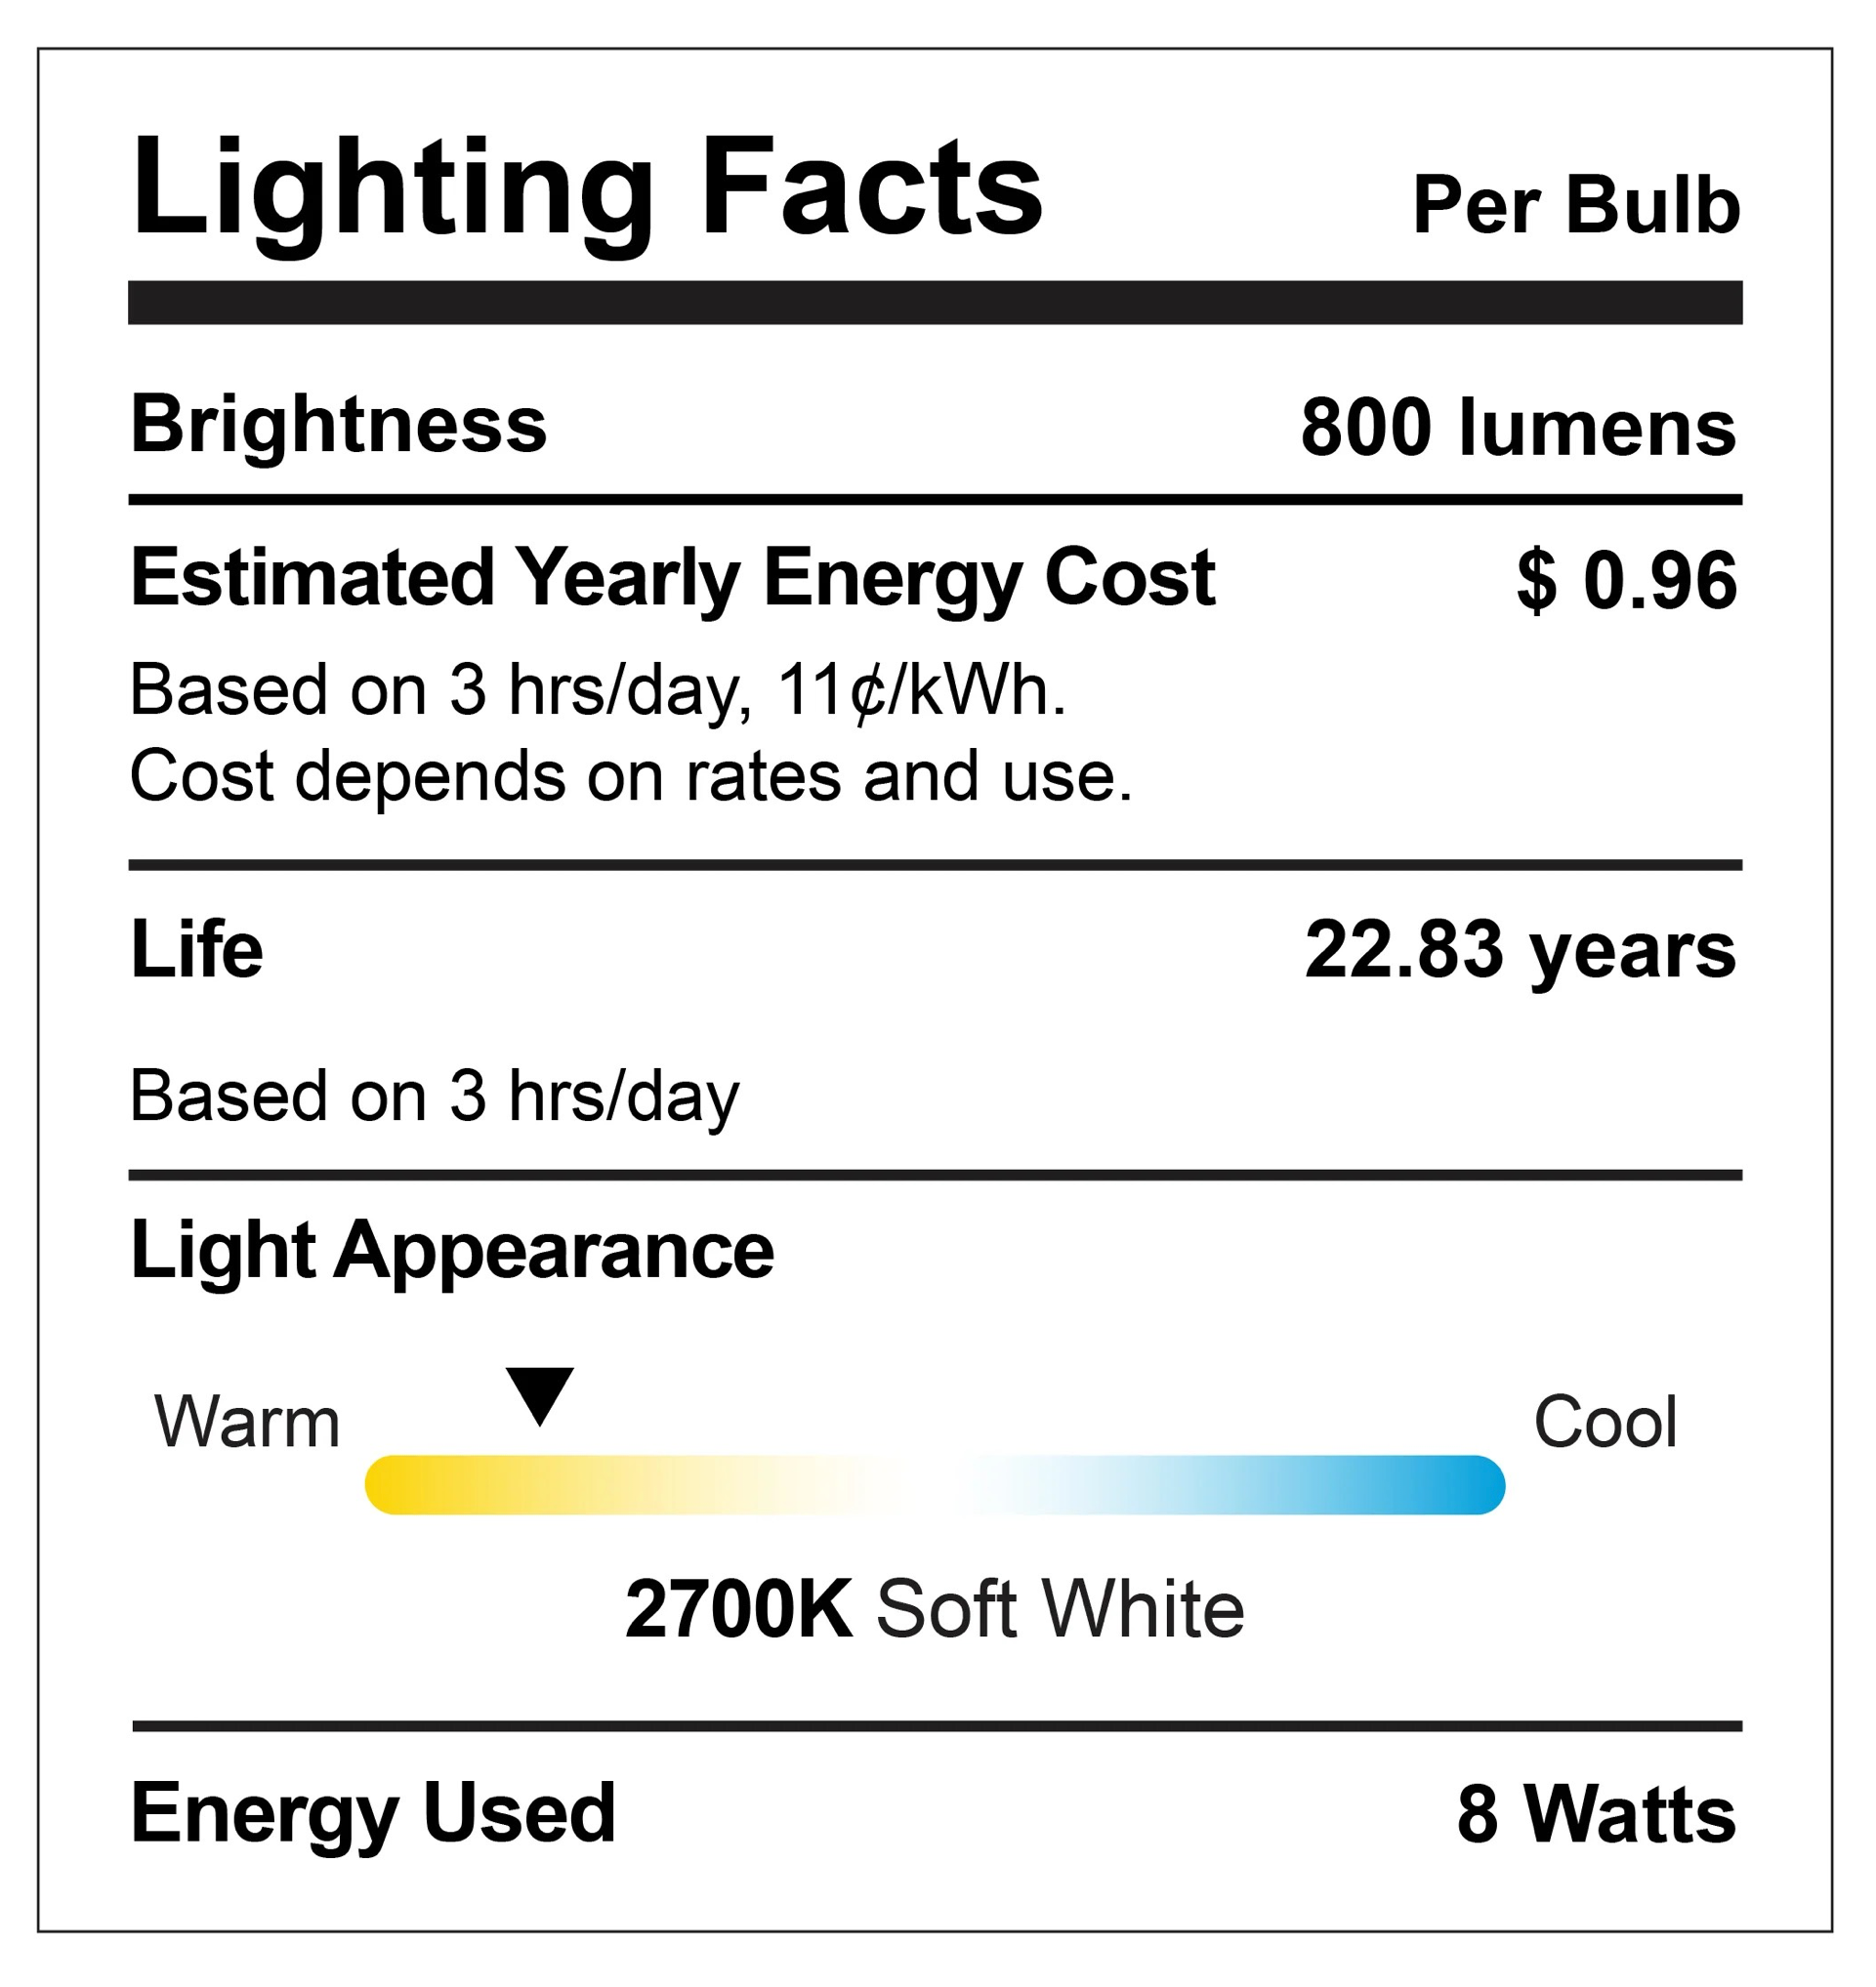 Lighting Facts Per Bulb
Brightness 800 lumens
Estimated Yearly Energy Cost $ 0.96
Based on 3 hrs/day, 11¢/kWh.
Cost depends on rates and use.
Life 22.83 years
Based on 3 hrs/day
Light Appearance
Warm Cool
2700K Soft White
Energy Used 8 Watts